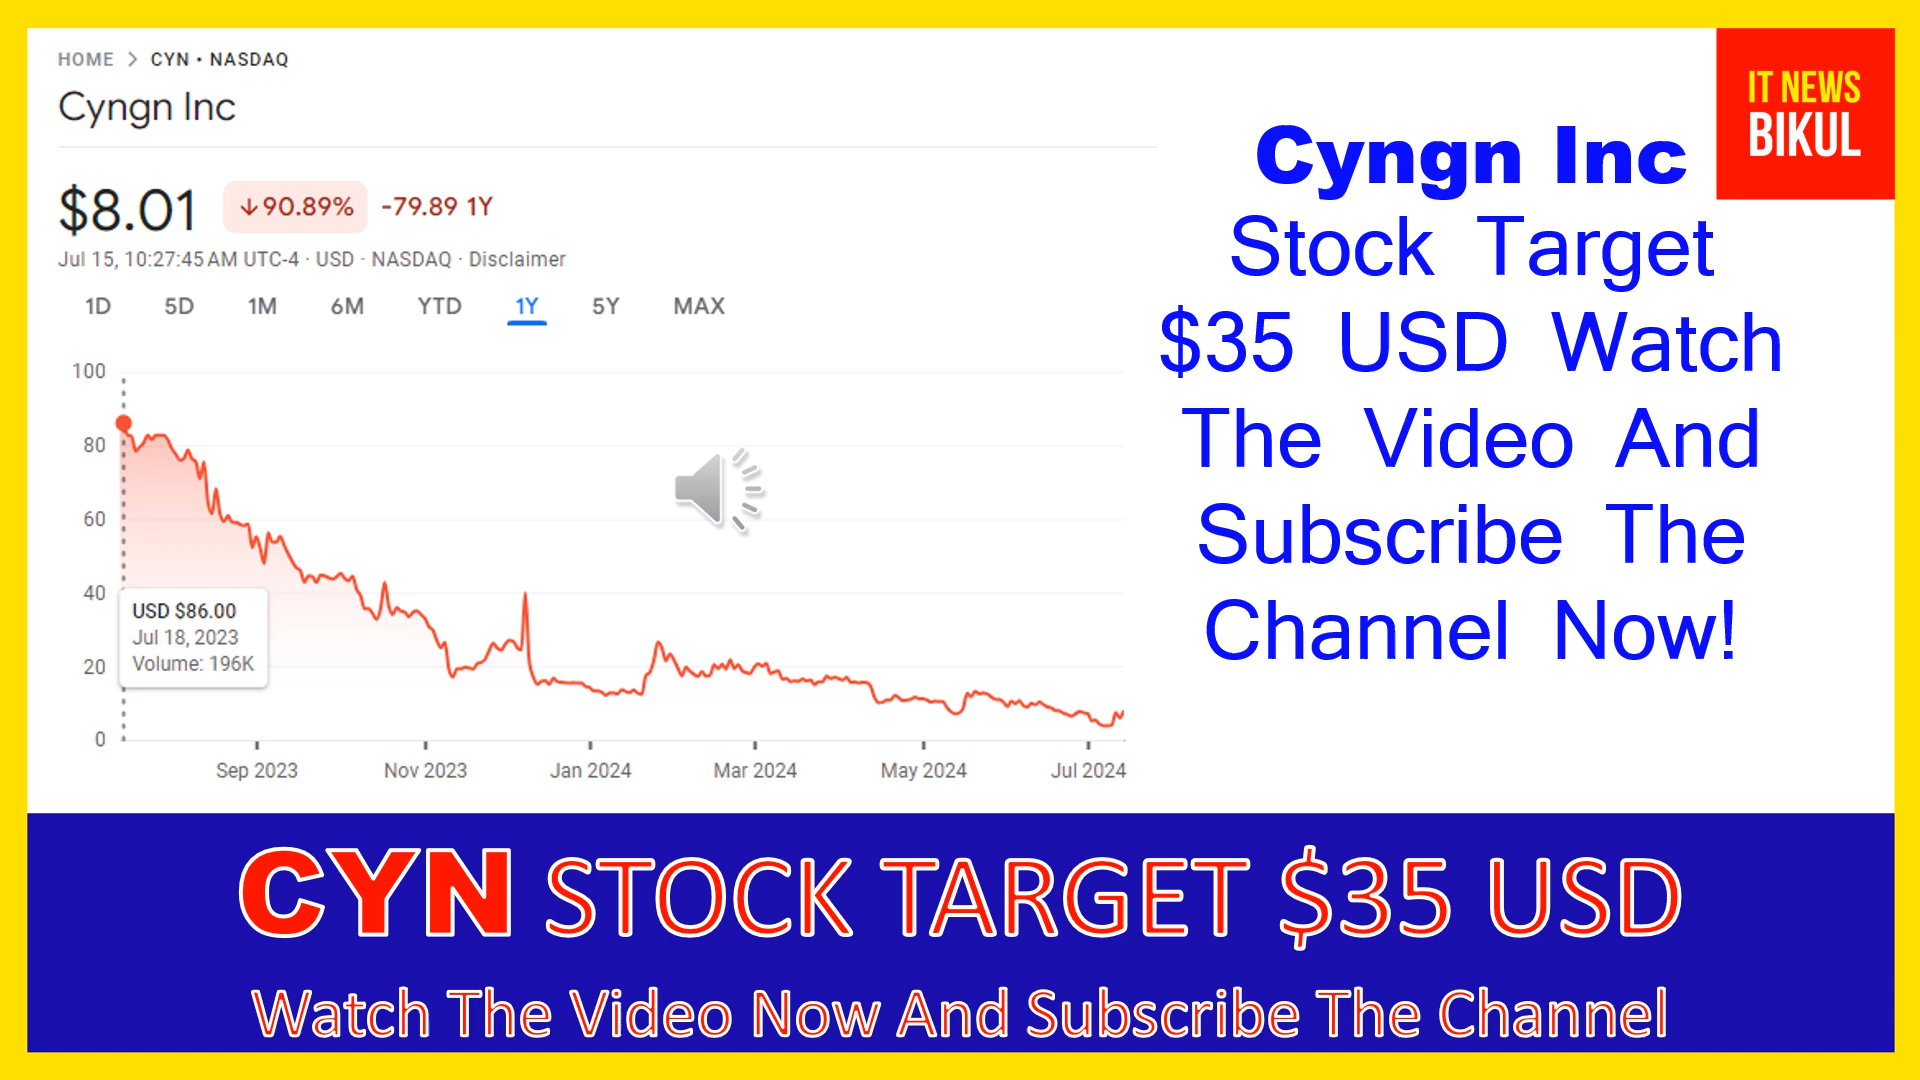 HOME > CYN • NASDAQ
Cyngn Inc
$8.01 ↓90.89% -79.89 1Y
Jul 15, 10:27:45 AM UTC-4 · USD · NASDAQ · Disclaimer
1D 5D 1M 6M YTD 1Y 5Y MAX
100
80
60
40
20
0
USD $86.00
Jul 18, 2023
Volume: 196K
Sep 2023 Nov 2023 Jan 2024 Mar 2024 May 2024 Jul 2024
IT NEWS
BIKUL
Cyngn Inc
Stock Target
$35 USD Watch
The Video And
Subscribe The
Channel Now!
CYN STOCK TARGET $35 USD
Watch The Video Now And Subscribe The Channel